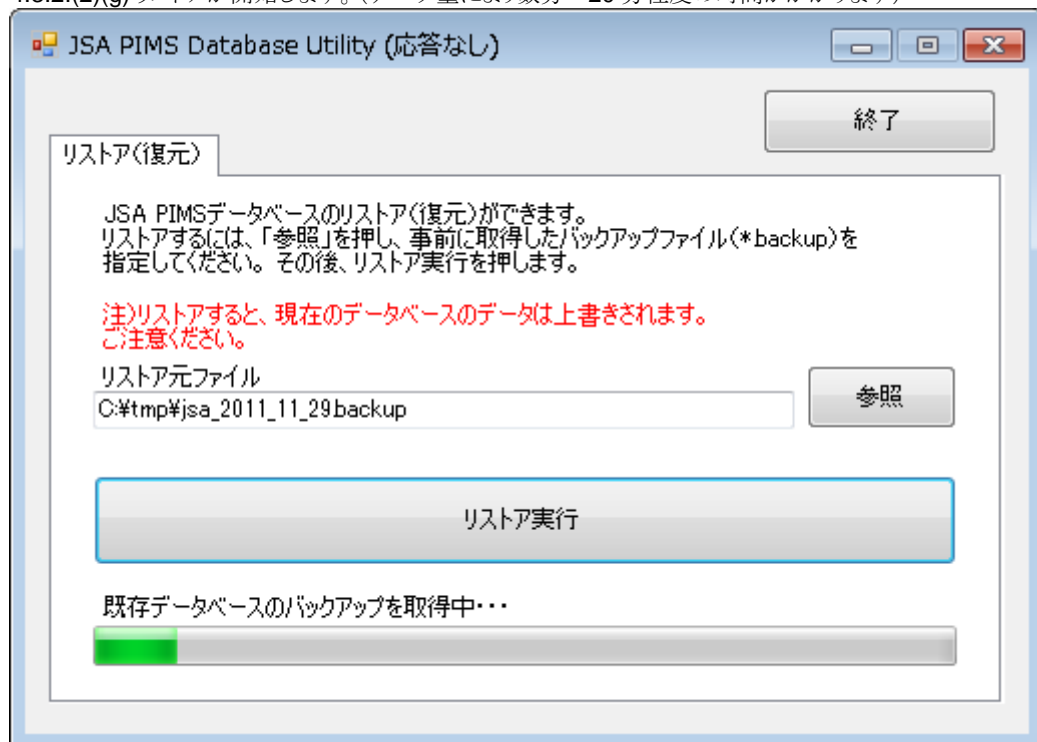 JSA PIMS Database Utility (応答なし)
終了
リストア(復元)
JSA PIMSデータベースのリストア(復元)ができます。
リストアするには、「参照」を押し、事前に取得したバックアップファイル(*.backup)を
指定してください。その後、リストア実行を押します。
注)リストアすると、現在のデータベースのデータは上書きされます。
ご注意ください。
リストア元ファイル
C:¥tmp¥jsa_2011_11_29.backup
参照
リストア実行
既存データベースのバックアップを取得中・・・